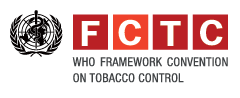 FCTC
WHO FRAMEWORK CONVENTION
ON TOBACCO CONTROL